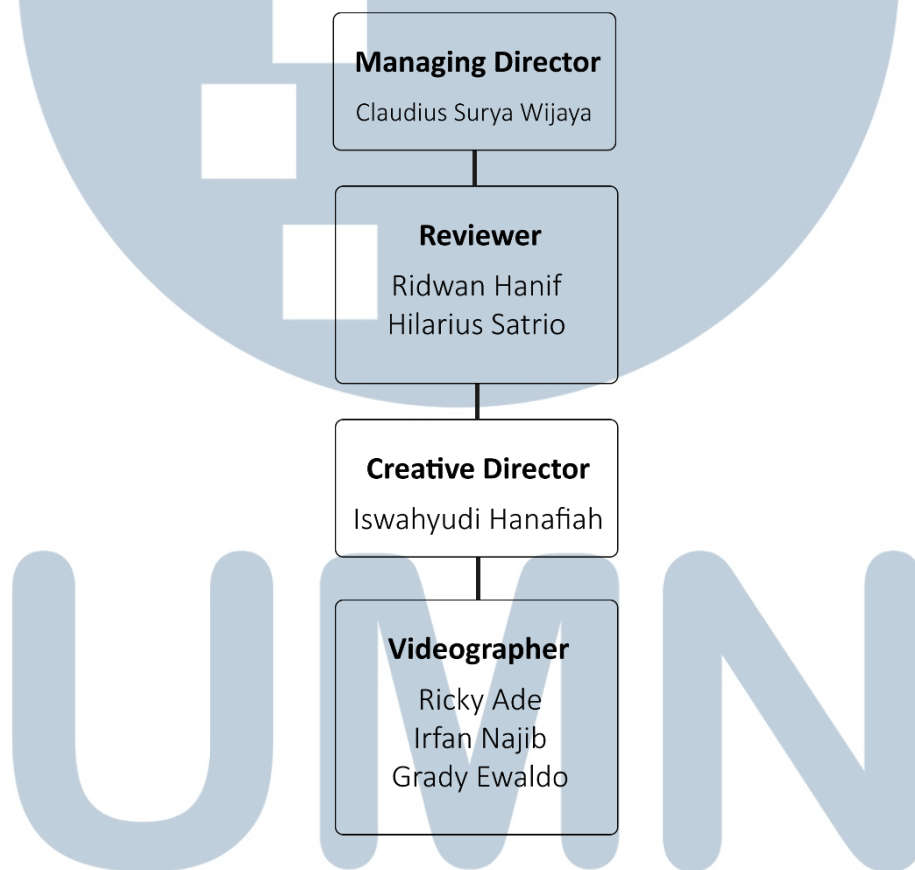 Managing Director
Claudius Surya Wijaya
Reviewer
Ridwan Hanif
Hilarius Satrio
Creative Director
Iswahyudi Hanafiah
Videographer
Ricky Ade
Irfan Najib
Grady Ewaldo
UMN